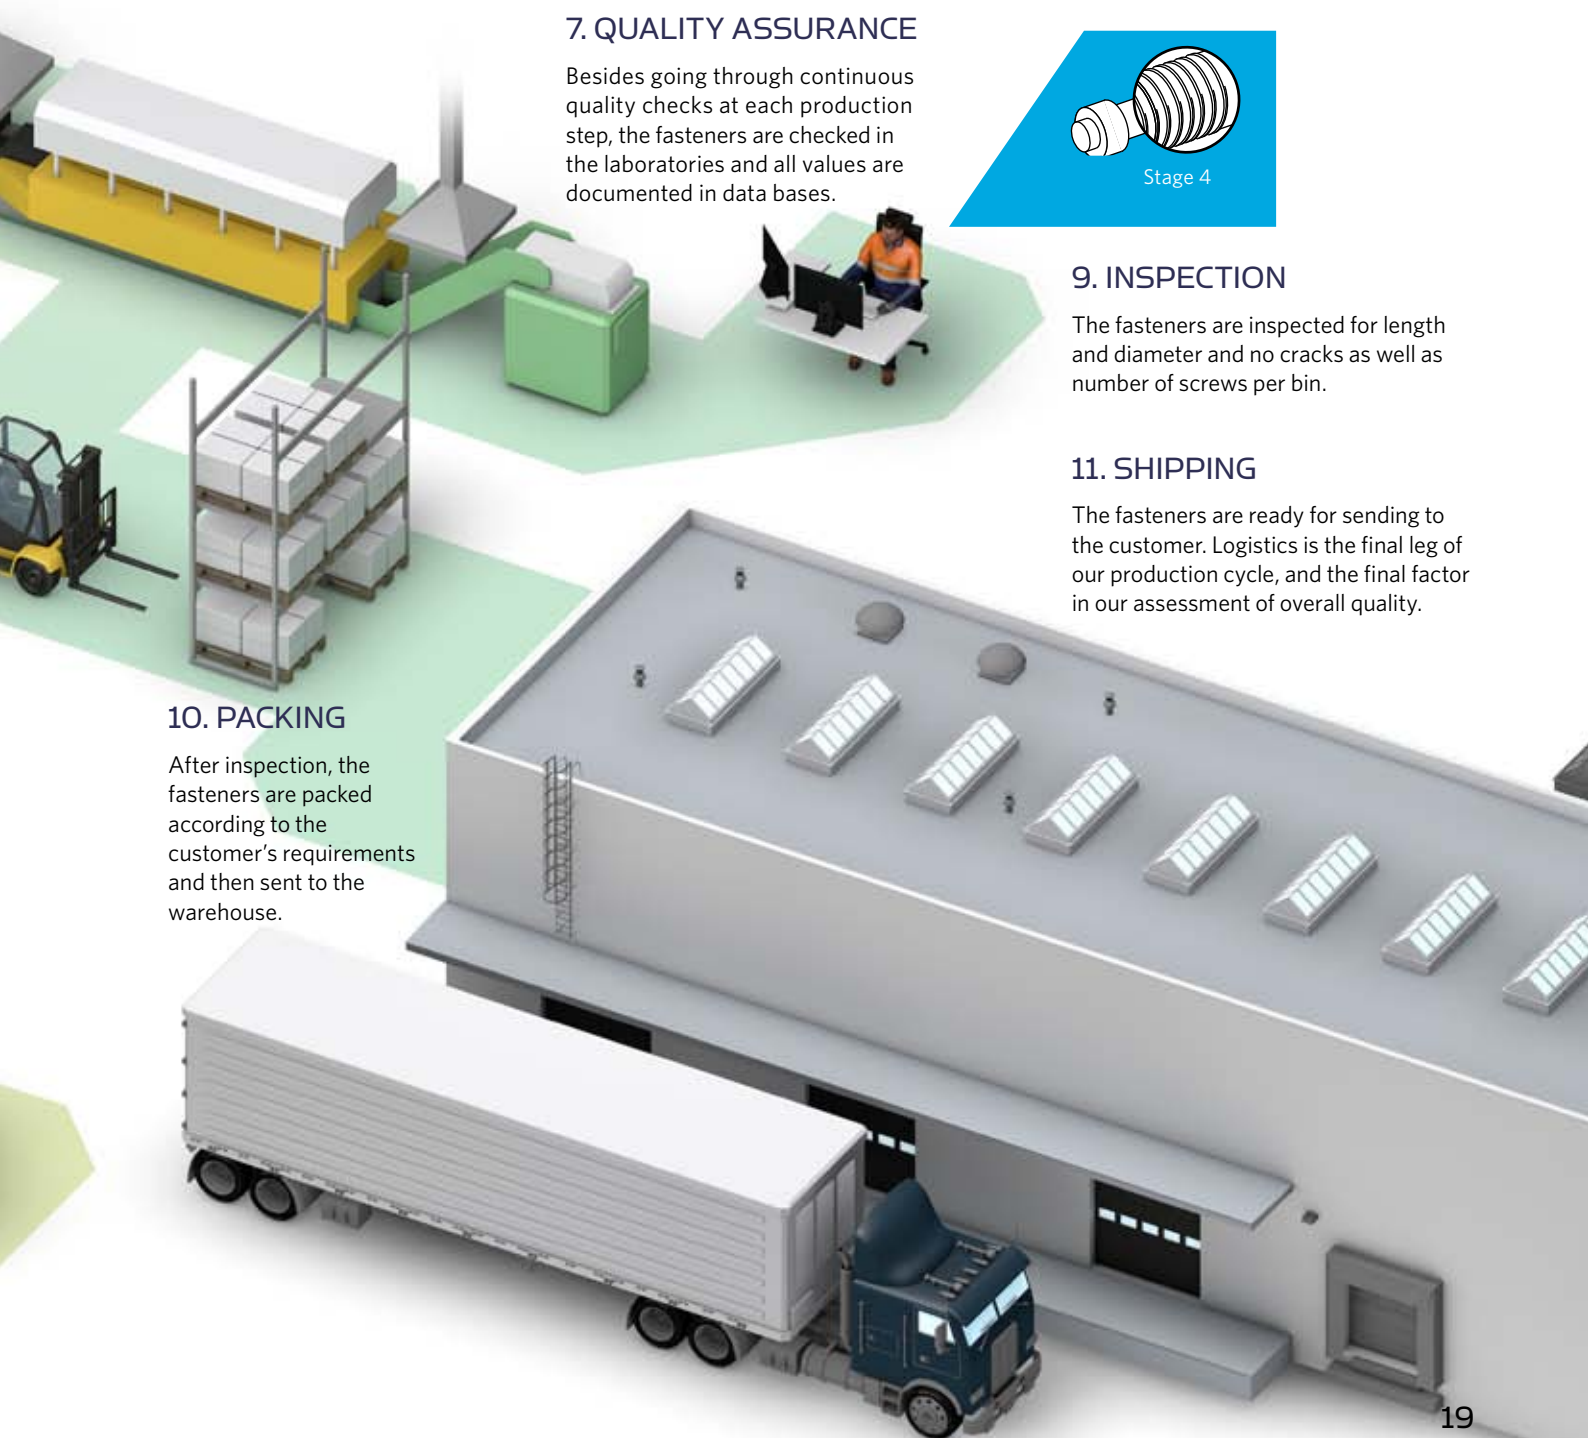 7. QUALITY ASSURANCE
Besides going through continuous
quality checks at each production
step, the fasteners are checked in
the laboratories and all values are
documented in data bases.
Stage 4
9. INSPECTION
The fasteners are inspected for length
and diameter and no cracks as well as
number of screws per bin.
11. SHIPPING
The fasteners are ready for sending to
the customer. Logistics is the final leg of
our production cycle, and the final factor
in our assessment of overall quality.
10. PACKING
After inspection, the
fasteners are packed
according to the
customer’s requirements
and then sent to the
warehouse.
19